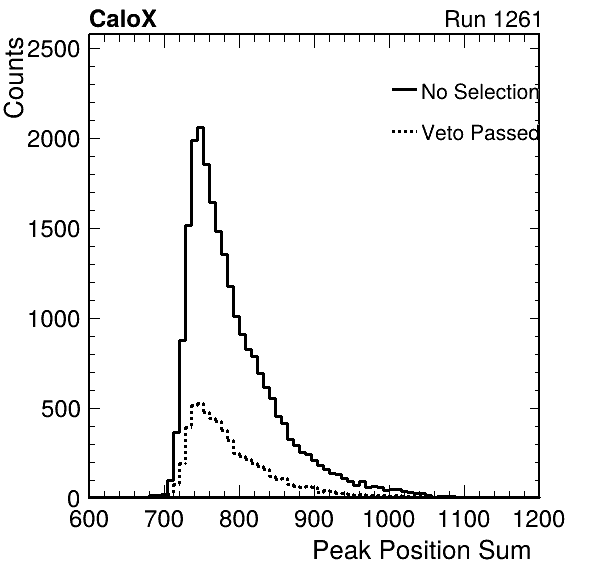 CaloX Run 1261
Counts
2500
No Selection
Veto Passed
2000
1500
1000
500
0
600 700 800 900 1000 1100 1200
Peak Position Sum